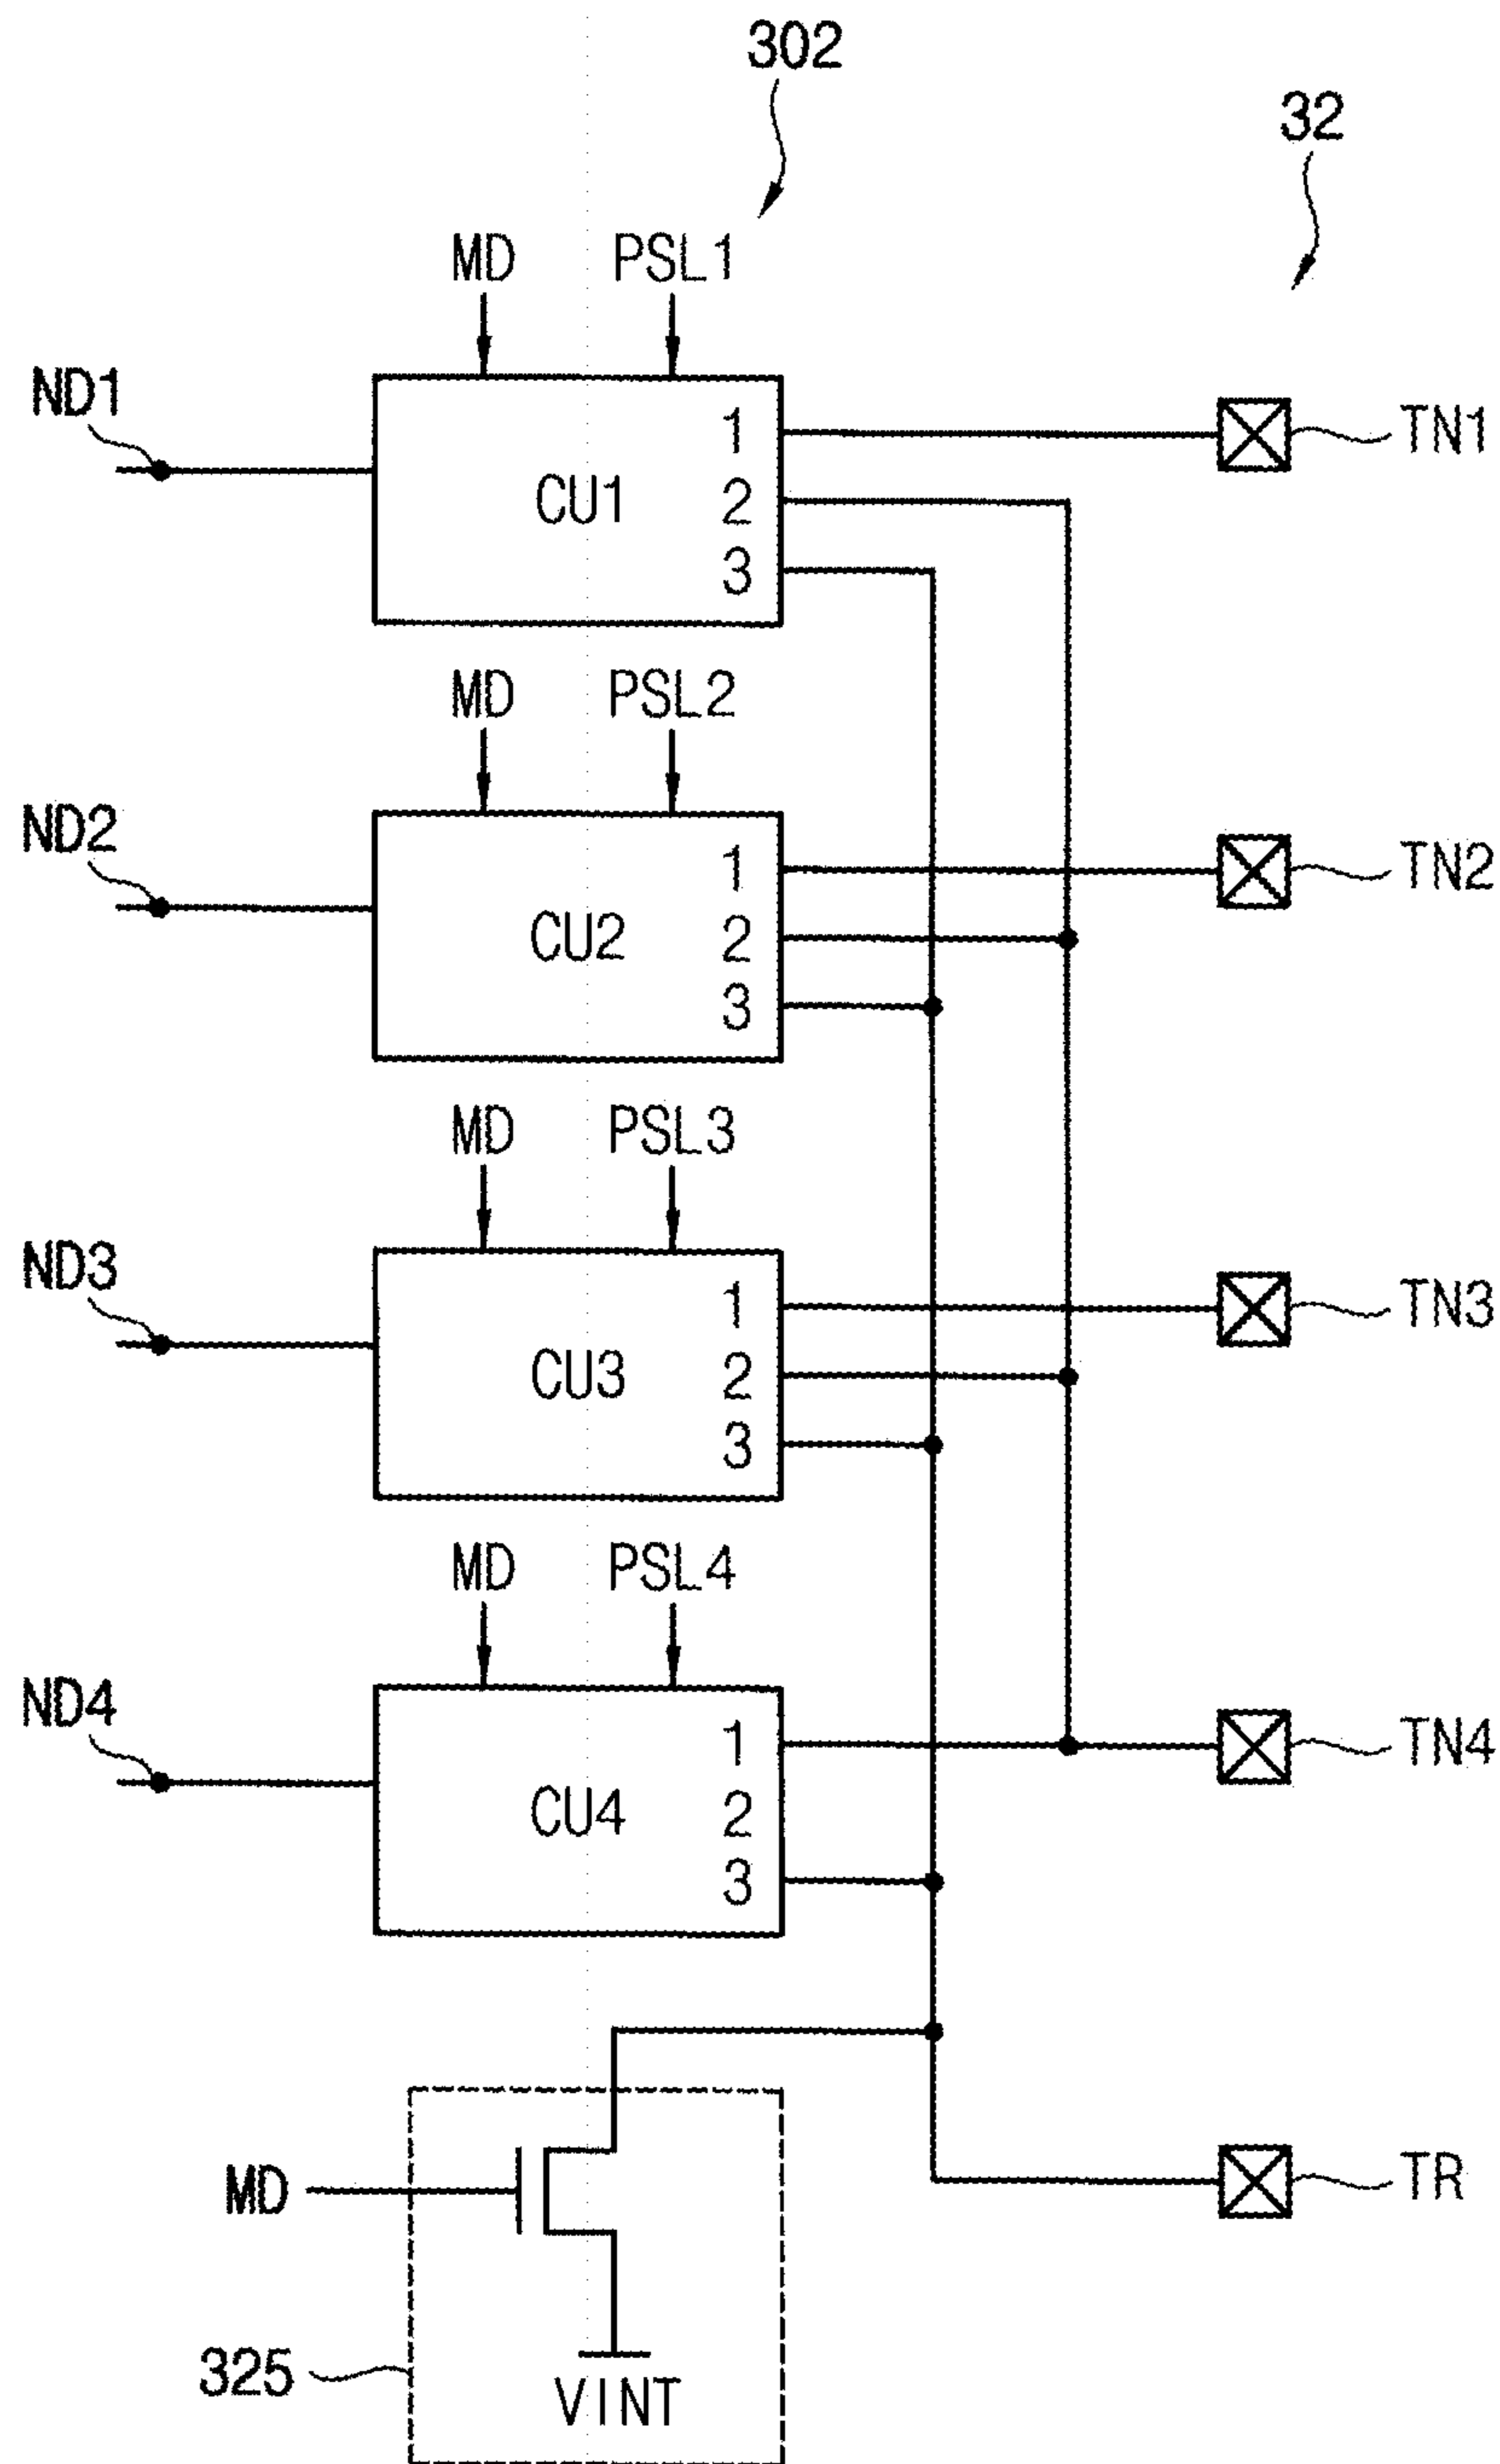 302
32
MD PSL1
ND1
CU1
1
2
3
TN1
MD PSL2
ND2
CU2
1
2
3
TN2
MD PSL3
ND3
CU3
1
2
3
TN3
MD PSL4
ND4
CU4
1
2
3
TN4
MD
TR
325
VINT